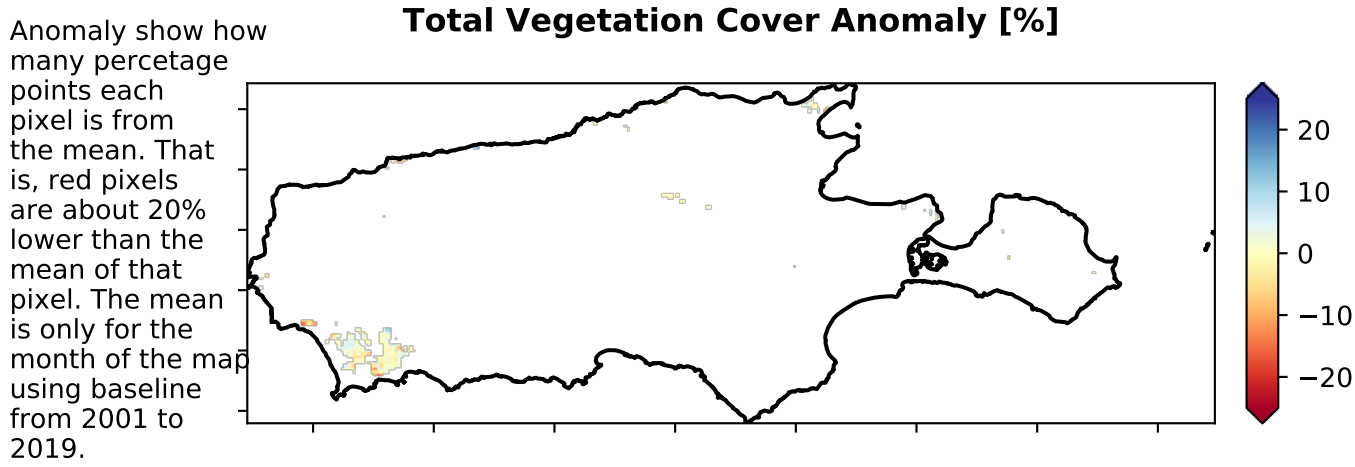 Total Vegetation Cover Anomaly [%]
Anomaly show how
many percetage
points each
pixel is from
the mean. That
is, red pixels
are about 20%
lower than the
mean of that
pixel. The mean
is only for the
month of the map
using baseline
from 2001 to
2019.
20
10
0
−10
−20